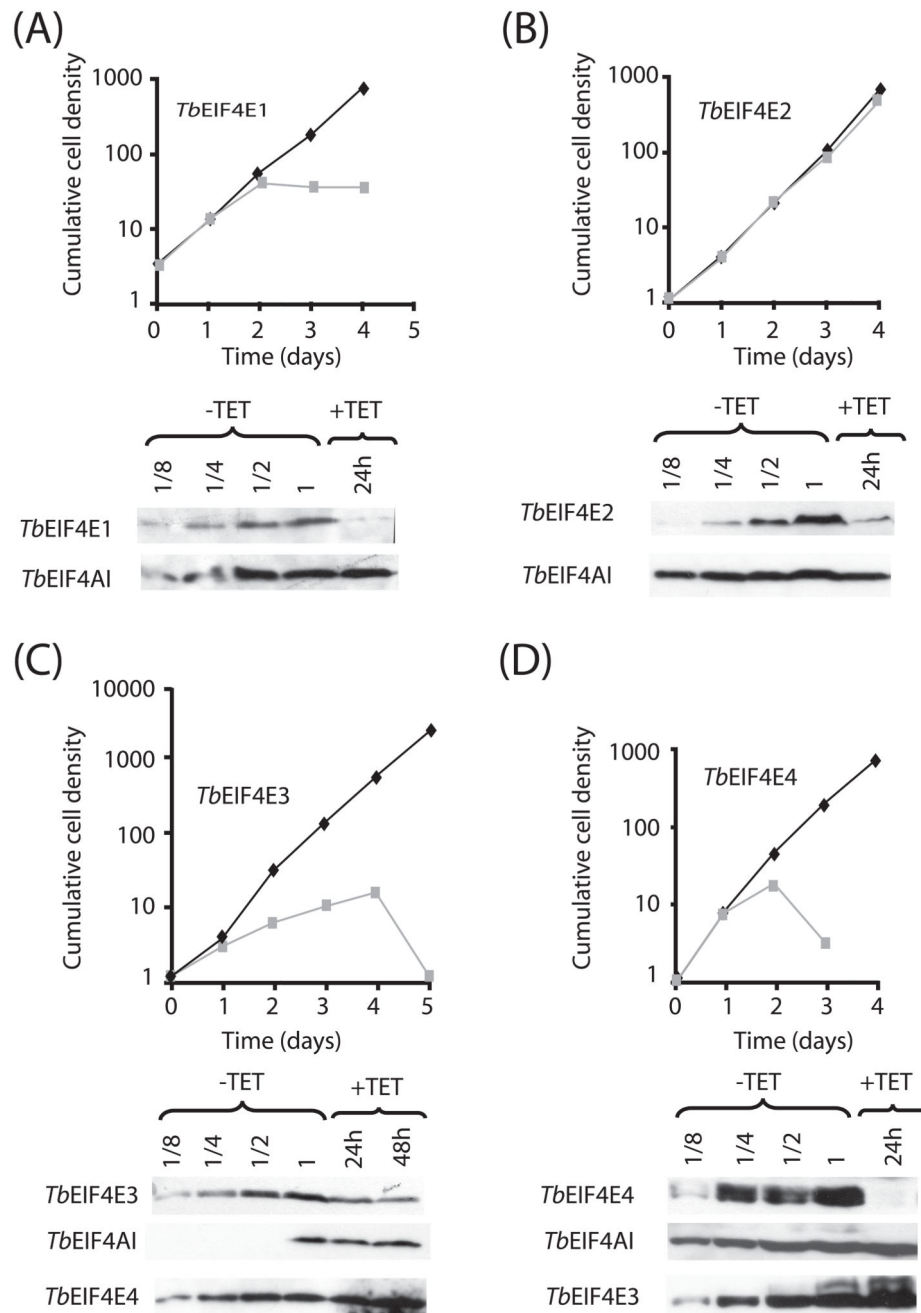 (A)
1000
100
10
1
TbEIF4E1
Cumulative cell density
0 1 2 3 4 5
Time (days)
-TET +TET
1/8 1/4 1/2 1 24h
TbEIF4E1
TbEIF4AI
(B)
1000
100
10
1
TbEIF4E2
Cumulative cell density
0 1 2 3 4
Time (days)
-TET +TET
1/8 1/4 1/2 1 24h
TbEIF4E2
TbEIF4AI
(C)
10000
1000
100
10
1
TbEIF4E3
Cumulative cell density
0 1 2 3 4 5
Time (days)
-TET +TET
1/8 1/4 1/2 1 24h 48h
TbEIF4E3
TbEIF4AI
TbEIF4E4
(D)
1000
100
10
1
TbEIF4E4
Cumulative cell density
0 1 2 3 4
Time (days)
-TET +TET
1/8 1/4 1/2 1 24h
TbEIF4E4
TbEIF4AI
TbEIF4E3